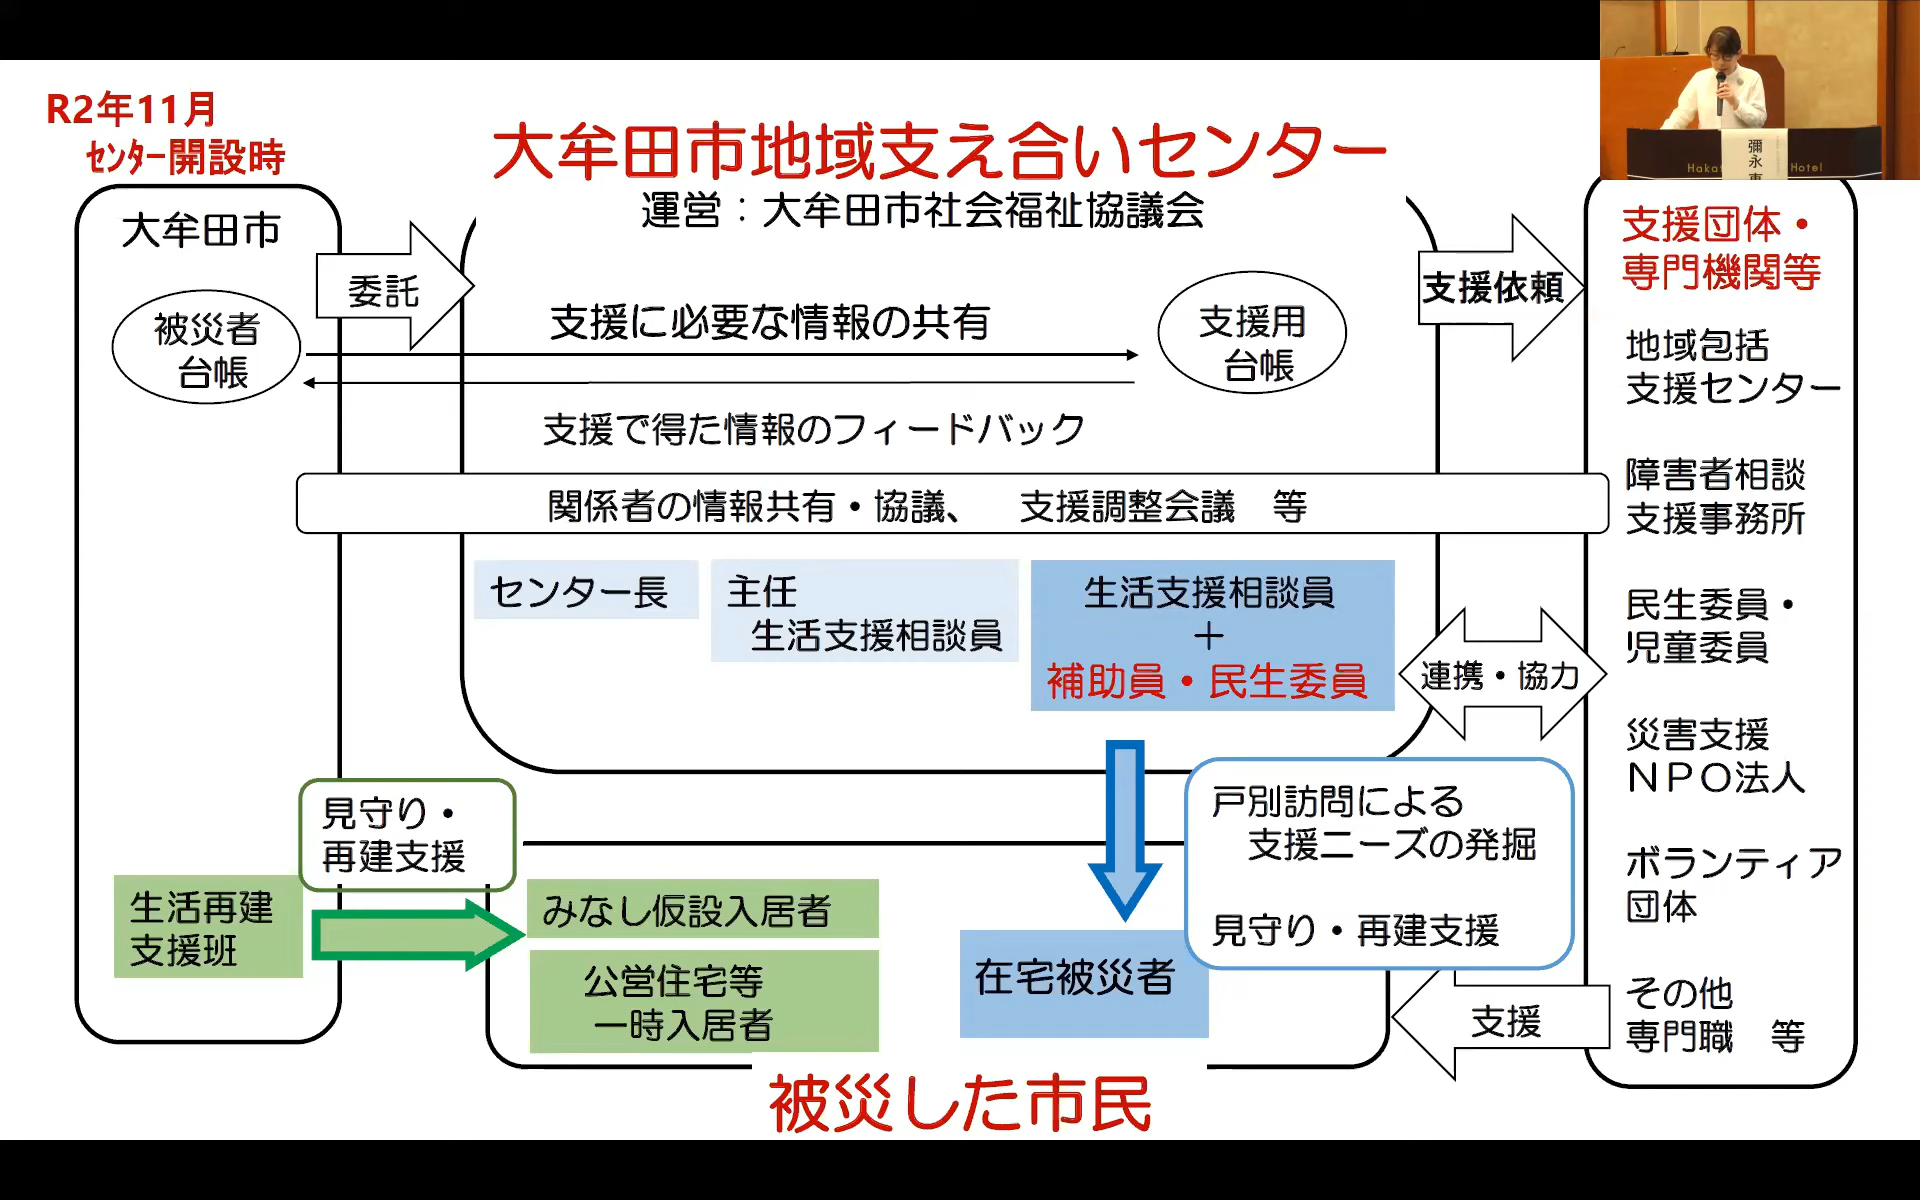 R2年11月
センター開設時
大牟田市地域支え合いセンター
運営：大牟田市社会福祉協議会
彌永
Hotel
大牟田市
委託
被災者
台帳
支援に必要な情報の共有
支援用
台帳
支援で得た情報のフィードバック
支援依頼
支援団体・
専門機関等
地域包括
支援センター
障害者相談
支援事務所
民生委員・
児童委員
災害支援
ＮＰＯ法人
ボランティア
団体
その他
専門職　等
関係者の情報共有・協議、　支援調整会議　等
センター長
主任
生活支援相談員
生活支援相談員
＋
補助員・民生委員
連携・協力
見守り・
再建支援
生活再建
支援班
みなし仮設入居者
公営住宅等
一時入居者
在宅被災者
戸別訪問による
支援ニーズの発掘
見守り・再建支援
支援
被災した市民